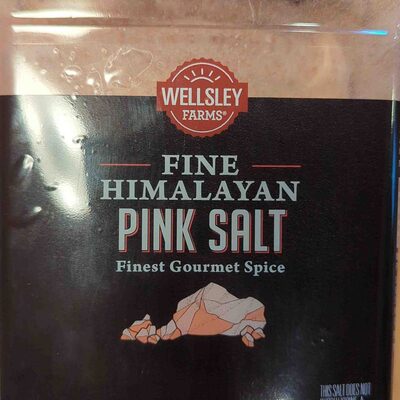 WELLSLEY
FARMS®
FINE
HIMALAYAN
PINK SALT
Finest Gourmet Spice
THIS SALT DOES NOT